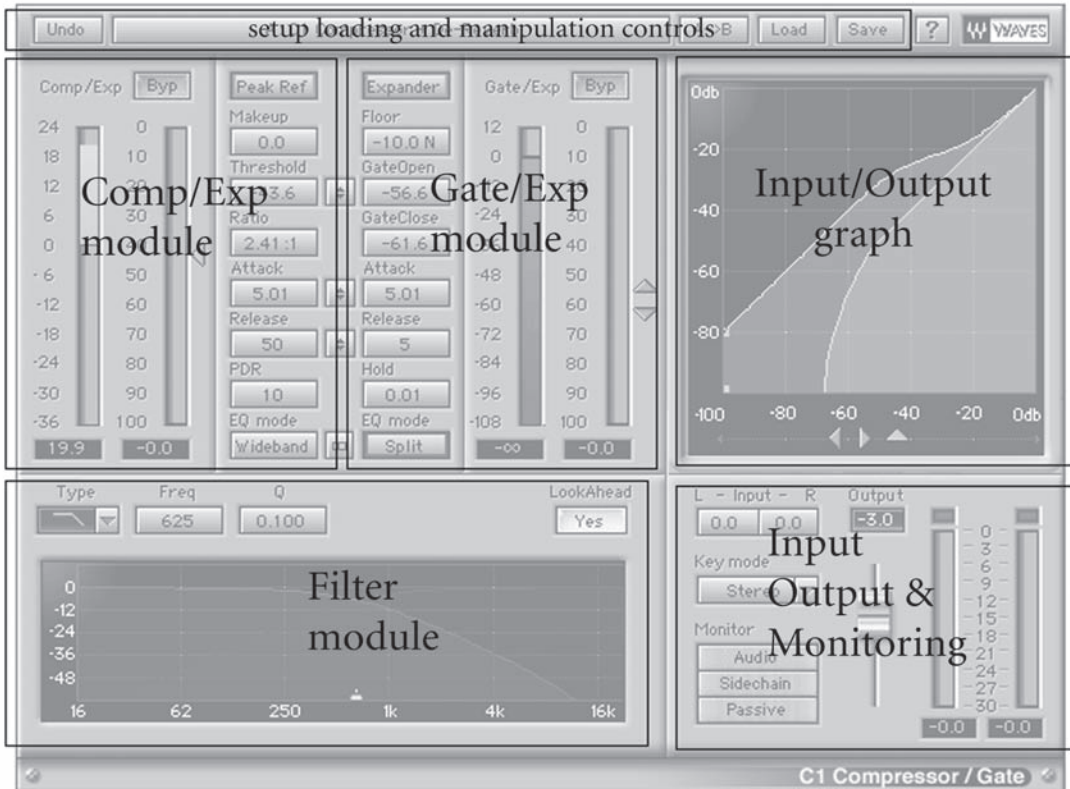 Undo
setup loading and manipulation controls
Load
Save
?
WAVES
Comp/Exp
Byp
Peak Ref
Expander
Gate/Exp
Byp
24
18
12
6
0
-6
-12
-18
-24
-30
-36
19.9
0
10
30
50
60
70
80
90
100
-0.0
Comp/Exp
module
Makeup
0.0
Threshold
Ratio
2.41:1
Attack
5.01
Release
50
PDR
10
EQ mode
Wideband
Floor
-10.0 N
GateOpen
-56.6
GateClose
-61.6
Attack
5.01
Release
5
Hold
0.01
EQ mode
Split
Gate/Exp
module
12
0
-24
-48
-60
-72
-84
-96
-108
-∞
0
10
40
50
60
70
80
90
100
-0.0
Input/Output
graph
0db
-20
-40
-60
-80
-100 -80 -60 -40 -20 0db
Type Freq Q LookAhead
625 0.100 Yes
Filter
module
0
-12
-24
-36
-48
16 62 250 1k 4k 16k
L - Input - R Output
0.0 0.0 -3.0
Key mode
Stereo
Monitor
Audio
Sidechain
Passive
Input
Output &
Monitoring
0
3
6
9
12
15
18
21
24
27
30
-0.0 -0.0
C1 Compressor / Gate